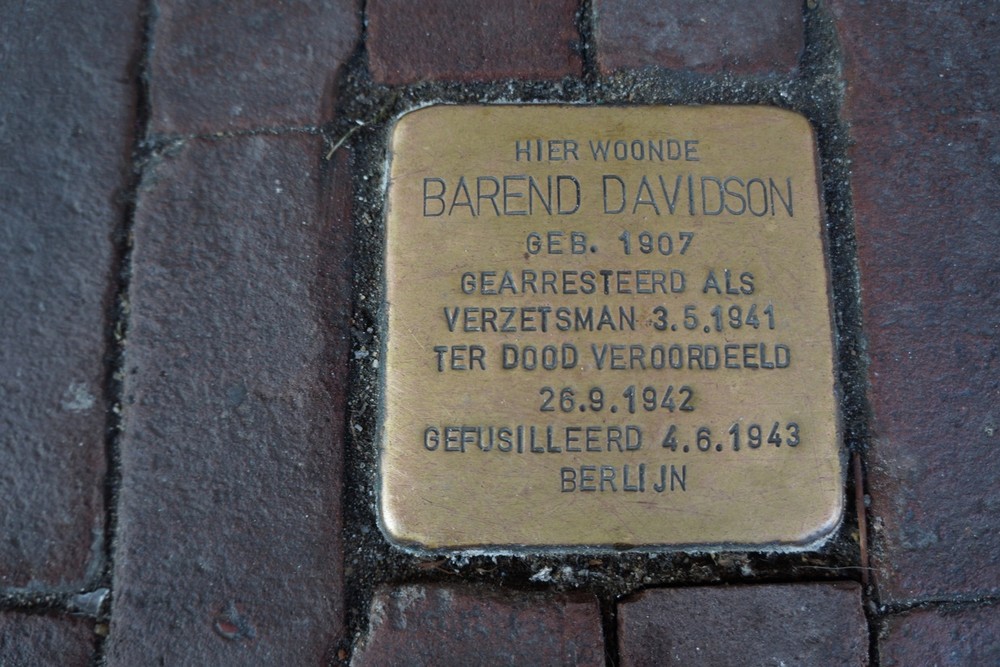 HIER WOONDE
BAREND DAVIDSON
GEB. 1907
GEARRESTEERD ALS
VERZETSMAN 3.5.1941
TER DOOD VEROORDEELD
26.9.1942
GEFUSILLEERD 4.6.1943
BERLIJN